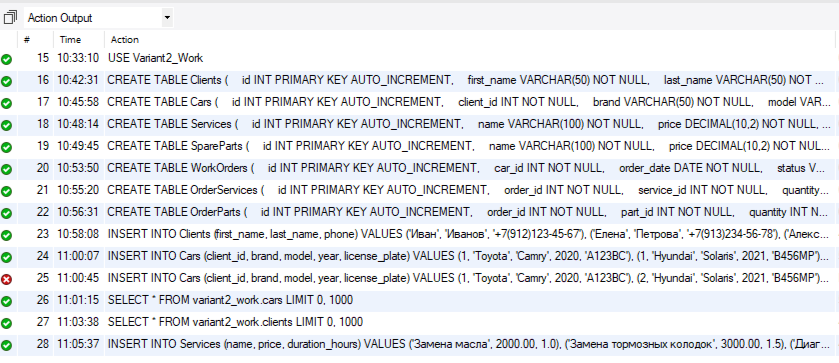 Action Output
# Time Action
15 10:33:10 USE Variant2_Work
16 10:42:31 CREATE TABLE Clients ( id INT PRIMARY KEY AUTO_INCREMENT, first_name VARCHAR(50) NOT NULL, last_name VARCHAR(50) NOT ...
17 10:45:58 CREATE TABLE Cars ( id INT PRIMARY KEY AUTO_INCREMENT, client_id INT NOT NULL, brand VARCHAR(50) NOT NULL, model VAR...
18 10:48:14 CREATE TABLE Services ( id INT PRIMARY KEY AUTO_INCREMENT, name VARCHAR(100) NOT NULL, price DECIMAL(10,2) NOT NULL, ...
19 10:49:45 CREATE TABLE SpareParts ( id INT PRIMARY KEY AUTO_INCREMENT, name VARCHAR(100) NOT NULL, price DECIMAL(10,2) NOT NUL...
20 10:53:50 CREATE TABLE WorkOrders ( id INT PRIMARY KEY AUTO_INCREMENT, car_id INT NOT NULL, order_date DATE NOT NULL, status V...
21 10:55:20 CREATE TABLE OrderServices ( id INT PRIMARY KEY AUTO_INCREMENT, order_id INT NOT NULL, service_id INT NOT NULL, quantity...
22 10:56:31 CREATE TABLE OrderParts ( id INT PRIMARY KEY AUTO_INCREMENT, order_id INT NOT NULL, part_id INT NOT NULL, quantity INT N...
23 10:58:08 INSERT INTO Clients (first_name, last_name, phone) VALUES ('Иван', 'Иванов', '+7(912)123-45-67'), ('Елена', 'Петрова', '+7(913)234-56-78'), ('Алекс...
24 11:00:07 INSERT INTO Cars (client_id, brand, model, year, license_plate) VALUES (1, 'Toyota', 'Camry', 2020, 'A123BC'), (1, 'Hyundai', 'Solaris', 2021, 'B456MP')...
25 11:00:45 INSERT INTO Cars (client_id, brand, model, year, license_plate) VALUES (1, 'Toyota', 'Camry', 2020, 'A123BC'), (2, 'Hyundai', 'Solaris', 2021, 'B456MP')...
26 11:01:15 SELECT * FROM variant2_work.cars LIMIT 0, 1000
27 11:03:38 SELECT * FROM variant2_work.clients LIMIT 0, 1000
28 11:05:37 INSERT INTO Services (name, price, duration_hours) VALUES ('Замена масла', 2000.00, 1.0), ('Замена тормозных колодок', 3000.00, 1.5), ('Диаг...